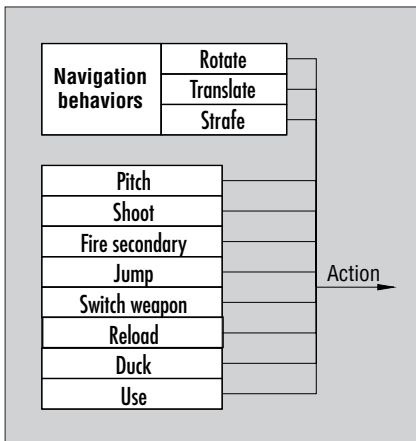 Navigation
behaviors
Rotate
Translate
Strafe
Pitch
Shoot
Fire secondary
Jump
Switch weapon
Reload
Duck
Use
Action